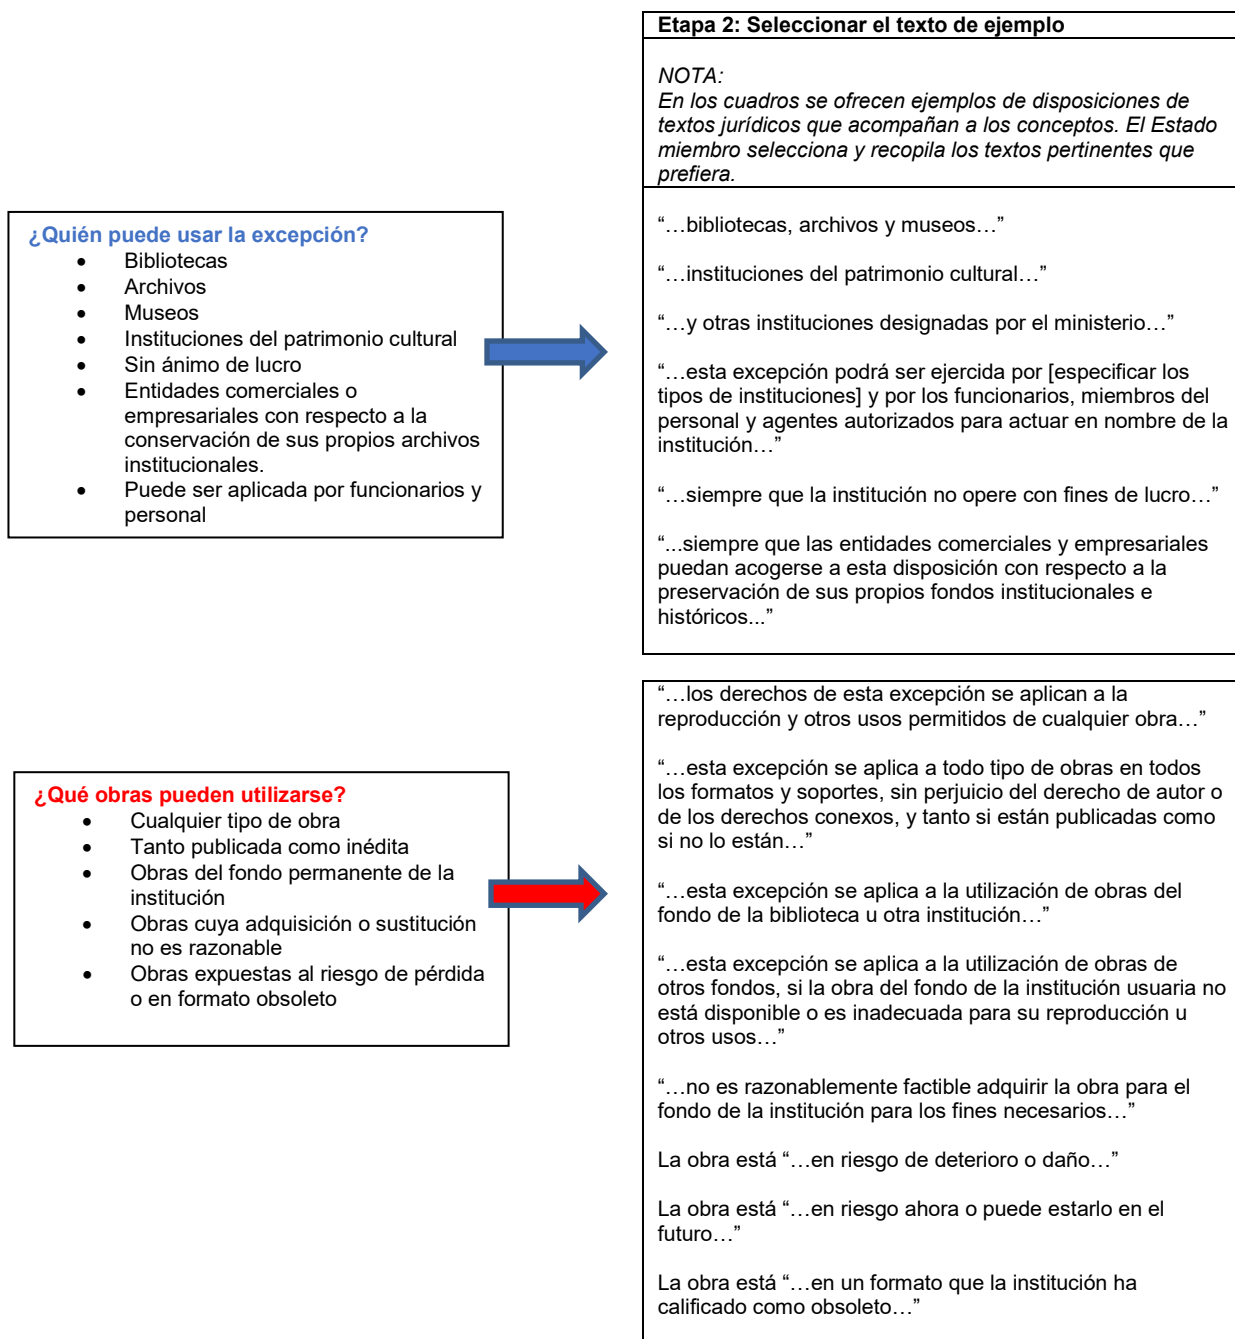 Etapa 2: Seleccionar el texto de ejemplo
NOTA:
En los cuadros se ofrecen ejemplos de disposiciones de
textos jurídicos que acompañan a los conceptos. El Estado
miembro selecciona y recopila los textos pertinentes que
prefiera.
¿Quién puede usar la excepción?
• Bibliotecas
• Archivos
• Museos
• Instituciones del patrimonio cultural
• Sin ánimo de lucro
• Entidades comerciales o
empresariales con respecto a la
conservación de sus propios archivos
institucionales.
• Puede ser aplicada por funcionarios y
personal
“…bibliotecas, archivos y museos…”
“…instituciones del patrimonio cultural…”
“…y otras instituciones designadas por el ministerio…”
“…esta excepción podrá ser ejercida por [especificar los
tipos de instituciones] y por los funcionarios, miembros del
personal y agentes autorizados para actuar en nombre de la
institución…”
“…siempre que la institución no opere con fines de lucro…”
“...siempre que las entidades comerciales y empresariales
puedan acogerse a esta disposición con respecto a la
preservación de sus propios fondos institucionales e
históricos...”
¿Qué obras pueden utilizarse?
• Cualquier tipo de obra
• Tanto publicada como inédita
• Obras del fondo permanente de la
institución
• Obras cuya adquisición o sustitución
no es razonable
• Obras expuestas al riesgo de pérdida
o en formato obsoleto
“…los derechos de esta excepción se aplican a la
reproducción y otros usos permitidos de cualquier obra…”
“…esta excepción se aplica a todo tipo de obras en todos
los formatos y soportes, sin perjuicio del derecho de autor o
de los derechos conexos, y tanto si están publicadas como
si no lo están…”
“…esta excepción se aplica a la utilización de obras del
fondo de la biblioteca u otra institución…”
“…esta excepción se aplica a la utilización de obras de
otros fondos, si la obra del fondo de la institución usuaria no
está disponible o es inadecuada para su reproducción u
otros usos…”
“…no es razonablemente factible adquirir la obra para el
fondo de la institución para los fines necesarios…”
La obra está “…en riesgo de deterioro o daño…”
La obra está “…en riesgo ahora o puede estarlo en el
futuro…”
La obra está “…en un formato que la institución ha
calificado como obsoleto…”